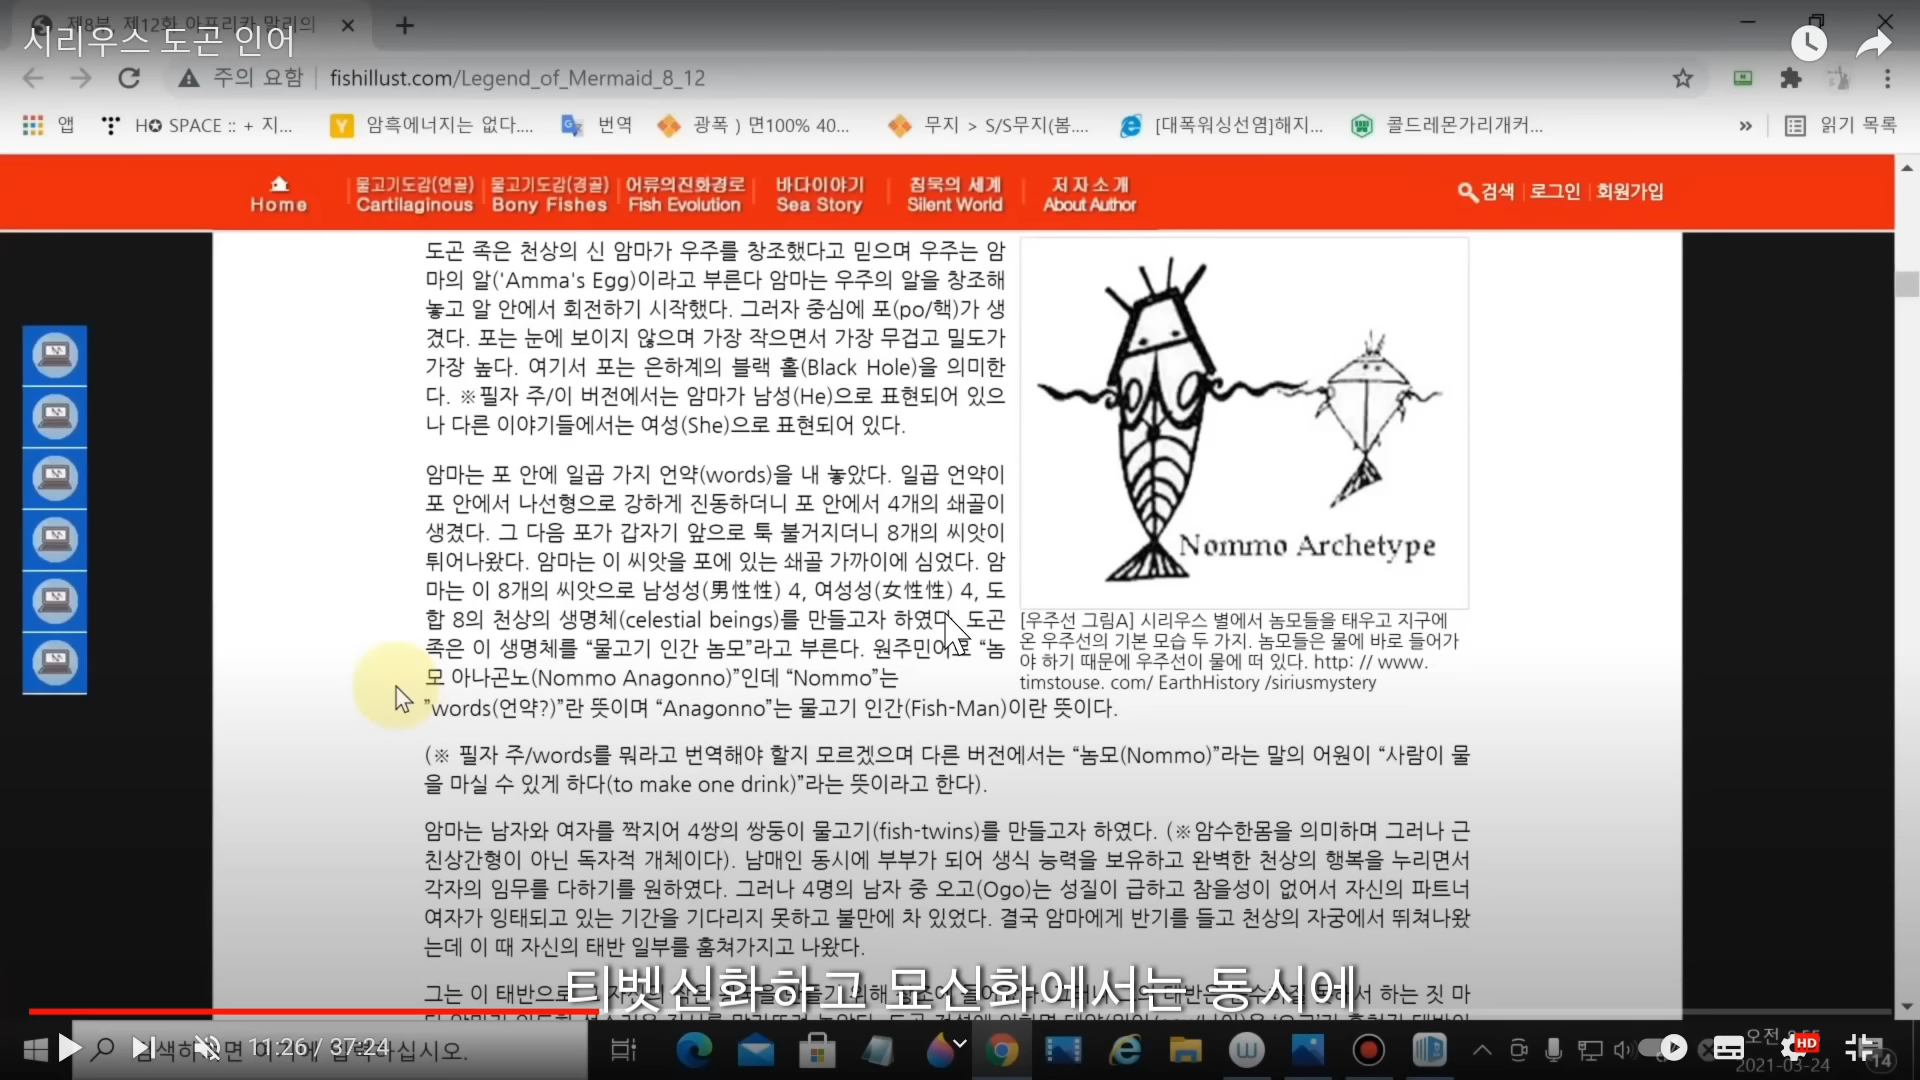 제8부, 제12화 아프리카 말리의
시리우스 도곤 인어
주의 요함
fishillust.com/Legend_of_Mermaid_8_12
앱
H✪ SPACE :: + 지...
암흑에너지는 없다....
번역
광폭 ) 면100% 40...
무지 > S/S무지(봄....
[대폭워싱선염]해지...
콜드레몬가리개커...
»
읽기 목록
Home
물고기도감(연골)
Cartilaginous
물고기도감(경골)
Bony Fishes
어류의진화경로
Fish Evolution
바다이야기
Sea Story
침묵의 세계
Silent World
저자소개
About Author
검색 | 로그인 | 회원가입
도곤 족은 천상의 신 암마가 우주를 창조했다고 믿으며 우주는 암
마의 알('Amma's Egg)이라고 부른다 암마는 우주의 알을 창조해
놓고 알 안에서 회전하기 시작했다. 그러자 중심에 포(po/핵)가 생
겼다. 포는 눈에 보이지 않으며 가장 작으면서 가장 무겁고 밀도가
가장 높다. 여기서 포는 은하계의 블랙 홀(Black Hole)을 의미한
다. ※필자 주/이 버전에서는 암마가 남성(He)으로 표현되어 있으
나 다른 이야기들에서는 여성(She)으로 표현되어 있다.
암마는 포 안에 일곱 가지 언약(words)을 내 놓았다. 일곱 언약이
포 안에서 나선형으로 강하게 진동하더니 포 안에서 4개의 쇄골이
생겼다. 그 다음 포가 갑자기 앞으로 툭 불거지더니 8개의 씨앗이
튀어나왔다. 암마는 이 씨앗을 포에 있는 쇄골 가까이에 심었다. 암
마는 이 8개의 씨앗으로 남성성(男性性) 4, 여성성(女性性) 4, 도
합 8의 천상의 생명체(celestial beings)를 만들고자 하였다. 도곤
족은 이 생명체를 “물고기 인간 놈모”라고 부른다. 원주민어로 “놈
모 아나곤노(Nommo Anagonno)”인데 “Nommo”는
”words(언약?)”란 뜻이며 “Anagonno”는 물고기 인간(Fish-Man)이란 뜻이다.
Nommo Archetype
[우주선 그림A] 시리우스 별에서 놈모들을 태우고 지구에
온 우주선의 기본 모습 두 가지. 놈모들은 물에 바로 들어가
야 하기 때문에 우주선이 물에 떠 있다. http: // www.
timstouse. com/ EarthHistory /siriusmystery
(※ 필자 주/words를 뭐라고 번역해야 할지 모르겠으며 다른 버전에서는 “놈모(Nommo)”라는 말의 어원이 “사람이 물
을 마실 수 있게 하다(to make one drink)”라는 뜻이라고 한다).
암마는 남자와 여자를 짝지어 4쌍의 쌍둥이 물고기(fish-twins)를 만들고자 하였다. (※암수한몸을 의미하며 그러나 근
친상간형이 아닌 독자적 개체이다). 남매인 동시에 부부가 되어 생식 능력을 보유하고 완벽한 천상의 행복을 누리면서
각자의 임무를 다하기를 원하였다. 그러나 4명의 남자 중 오고(Ogo)는 성질이 급하고 참을성이 없어서 자신의 파트너
여자가 잉태되고 있는 기간을 기다리지 못하고 불만에 차 있었다. 결국 암마에게 반기를 들고 천상의 자궁에서 뛰쳐나왔
는데 이 때 자신의 태반 일부를 훔쳐가지고 나왔다.
그는 이 태반으로
하는 짓 마
티벳신화하고 묘신화에서는 동시에
11:26 / 37:24
HD
오전
2021-03-24
14